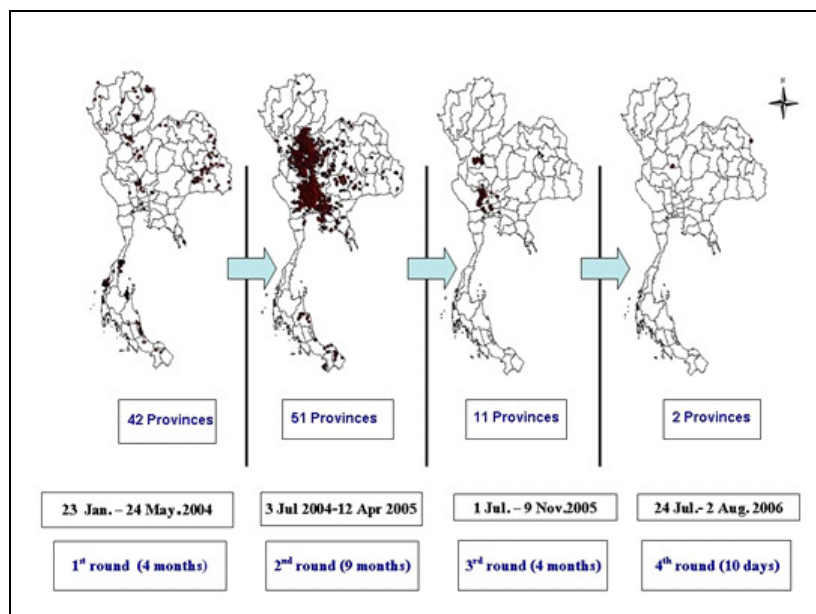 N
42 Provinces
51 Provinces
11 Provinces
2 Provinces
23 Jan. – 24 May. 2004
3 Jul 2004-12 Apr 2005
1 Jul. – 9 Nov.2005
24 Jul.- 2 Aug. 2006
1st round (4 months)
2nd round (9 months)
3rd round (4 months)
4th round (10 days)